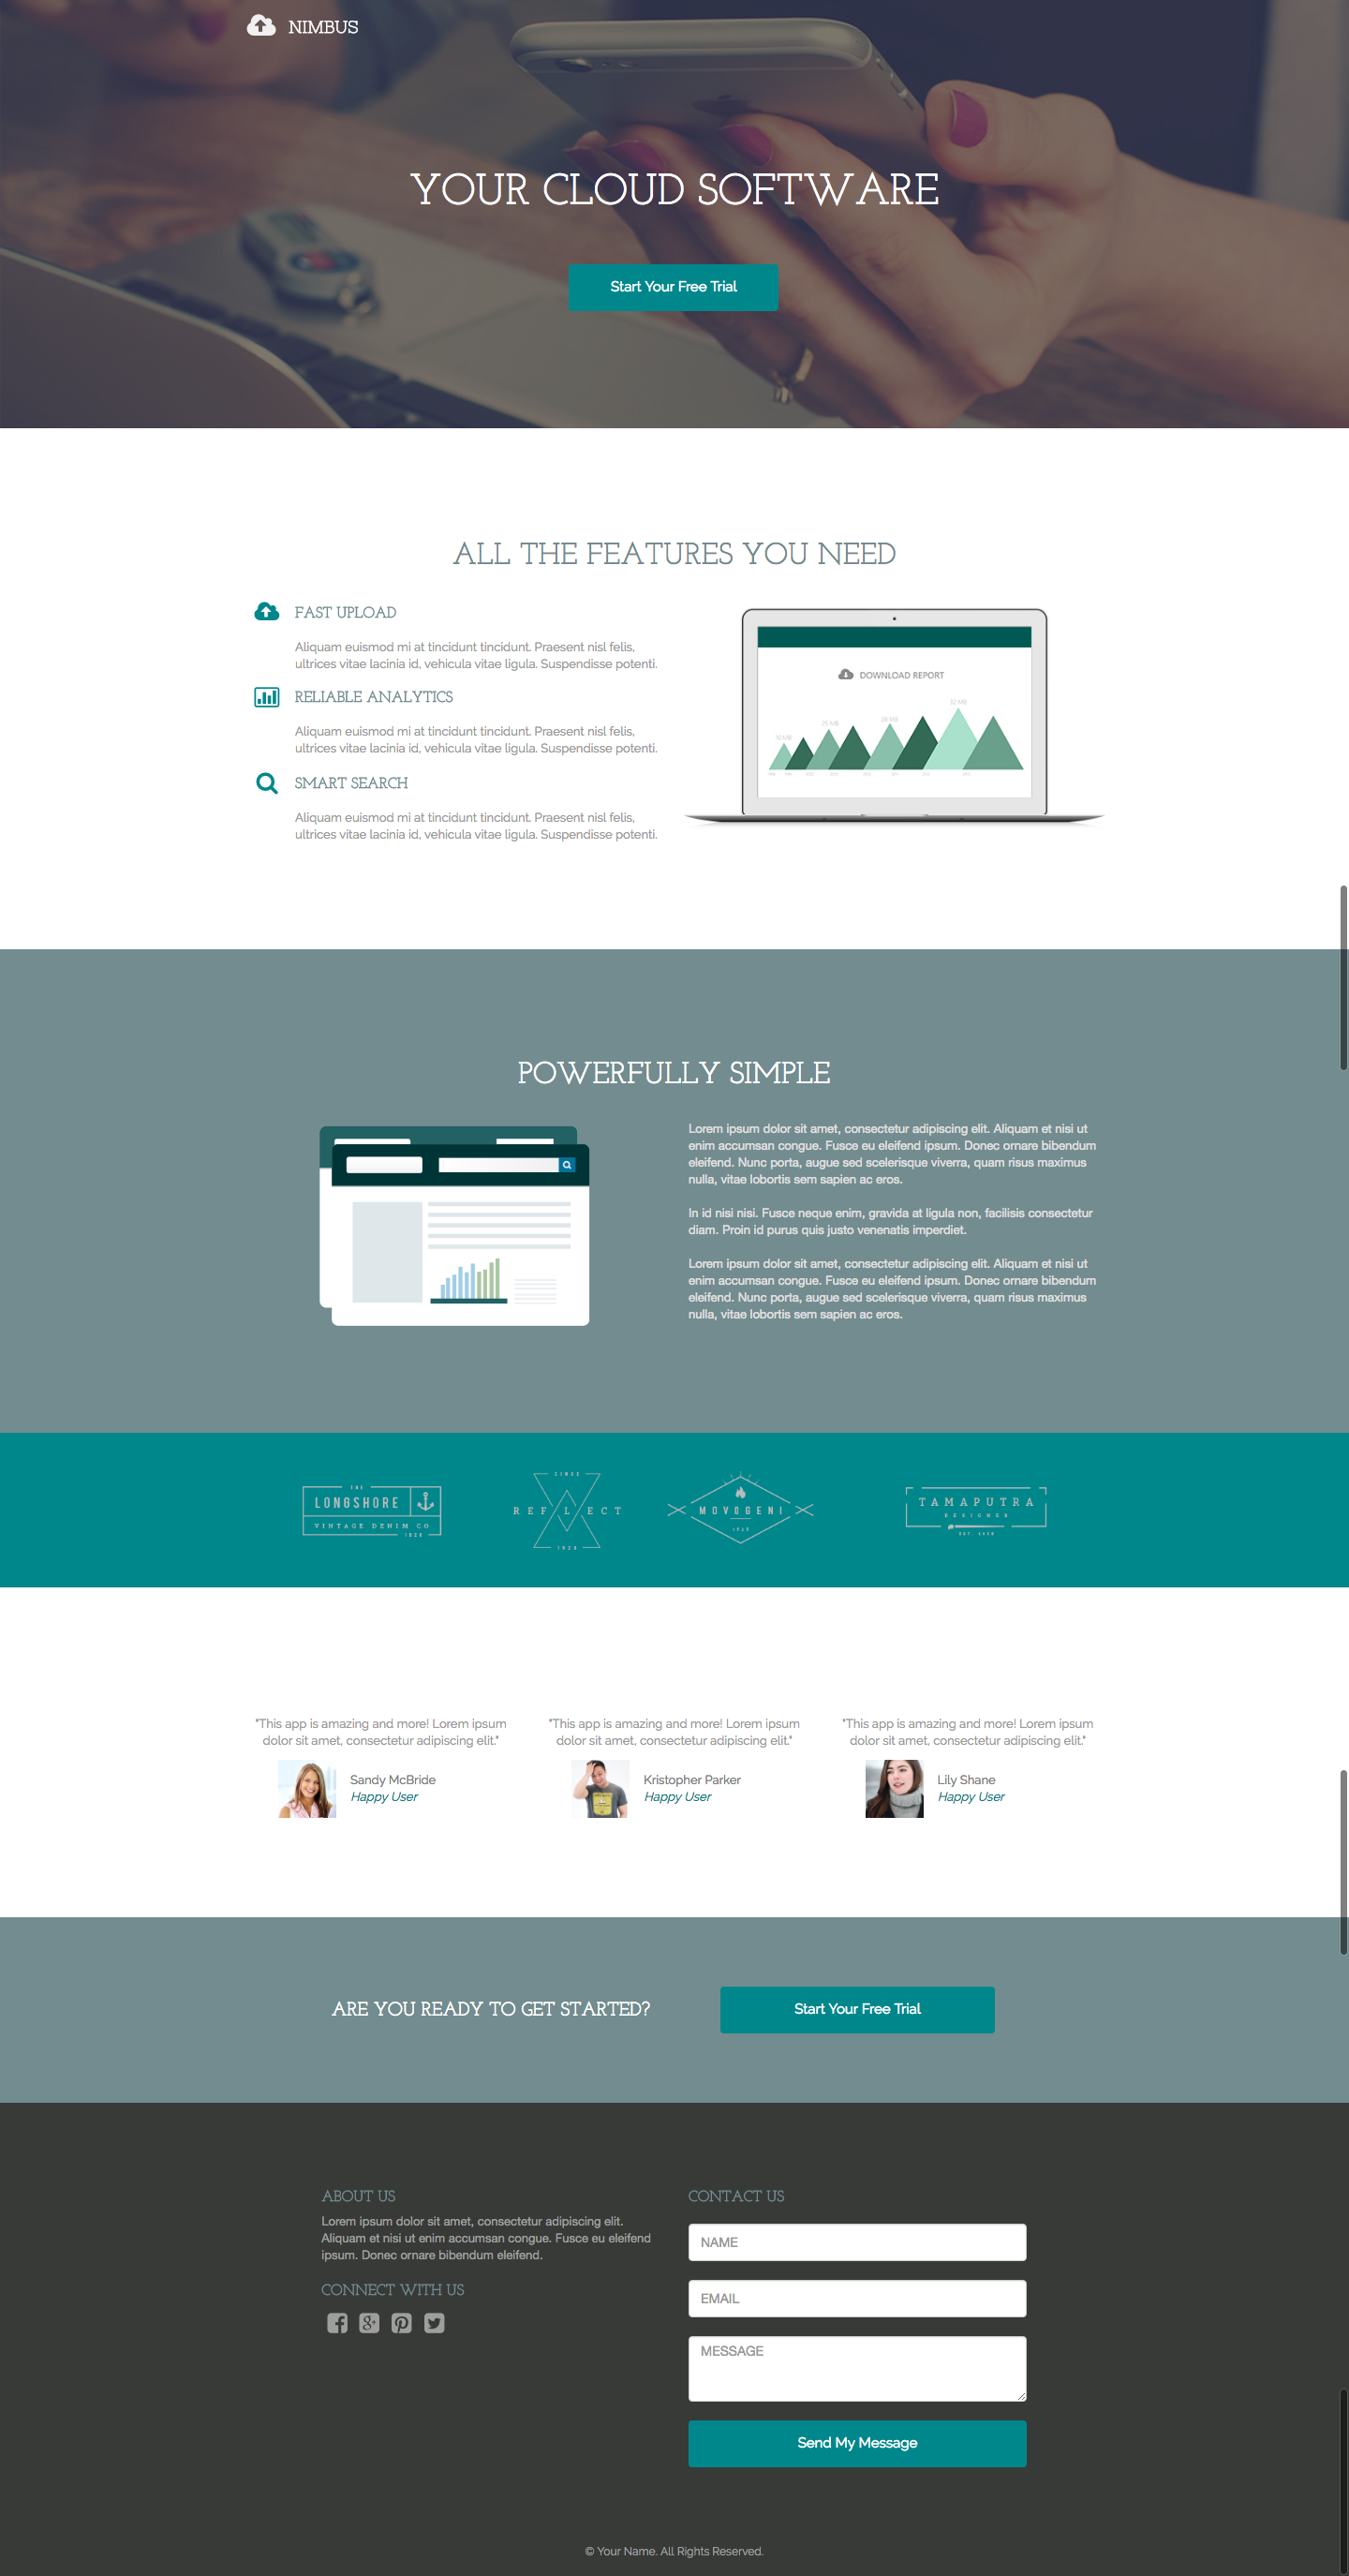 NIMBUS
YOUR CLOUD SOFTWARE
Start Your Free Trial
ALL THE FEATURES YOU NEED
FAST UPLOAD
Aliquam euismod mi at tincidunt tincidunt. Praesent nisl felis,
ultrices vitae lacinia id, vehicula vitae ligula. Suspendisse potenti.
RELIABLE ANALYTICS
Aliquam euismod mi at tincidunt tincidunt. Praesent nisl felis,
ultrices vitae lacinia id, vehicula vitae ligula. Suspendisse potenti.
SMART SEARCH
Aliquam euismod mi at tincidunt tincidunt. Praesent nisl felis,
ultrices vitae lacinia id, vehicula vitae ligula. Suspendisse potenti.
DOWNLOAD REPORT
32 MB
25 MB
28 MB
10 MB
POWERFULLY SIMPLE
Lorem ipsum dolor sit amet, consectetur adipiscing elit. Aliquam et nisi ut
enim accumsan congue. Fusce eu eleifend ipsum. Donec ornare bibendum
eleifend. Nunc porta, augue sed scelerisque viverra, quam risus maximus
nulla, vitae lobortis sem sapien ac eros.
In id nisi nisi. Fusce neque enim, gravida at ligula non, facilisis consectetur
diam. Proin id purus quis justo venenatis imperdiet.
Lorem ipsum dolor sit amet, consectetur adipiscing elit. Aliquam et nisi ut
enim accumsan congue. Fusce eu eleifend ipsum. Donec ornare bibendum
eleifend. Nunc porta, augue sed scelerisque viverra, quam risus maximus
nulla, vitae lobortis sem sapien ac eros.
THE
LONGSHORE
VINTAGE DENIM CO
1920
SINCE
REFLECT
1920
MOVOGENI
TAMAPUTRA
DESIGNER
"This app is amazing and more! Lorem ipsum
dolor sit amet, consectetur adipiscing elit."
Sandy McBride
Happy User
"This app is amazing and more! Lorem ipsum
dolor sit amet, consectetur adipiscing elit."
Kristopher Parker
Happy User
"This app is amazing and more! Lorem ipsum
dolor sit amet, consectetur adipiscing elit."
Lily Shane
Happy User
ARE YOU READY TO GET STARTED?
Start Your Free Trial
ABOUT US
Lorem ipsum dolor sit amet, consectetur adipiscing elit.
Aliquam et nisi ut enim accumsan congue. Fusce eu eleifend
ipsum. Donec ornare bibendum eleifend.
CONNECT WITH US
CONTACT US
NAME
EMAIL
MESSAGE
Send My Message
© Your Name. All Rights Reserved.